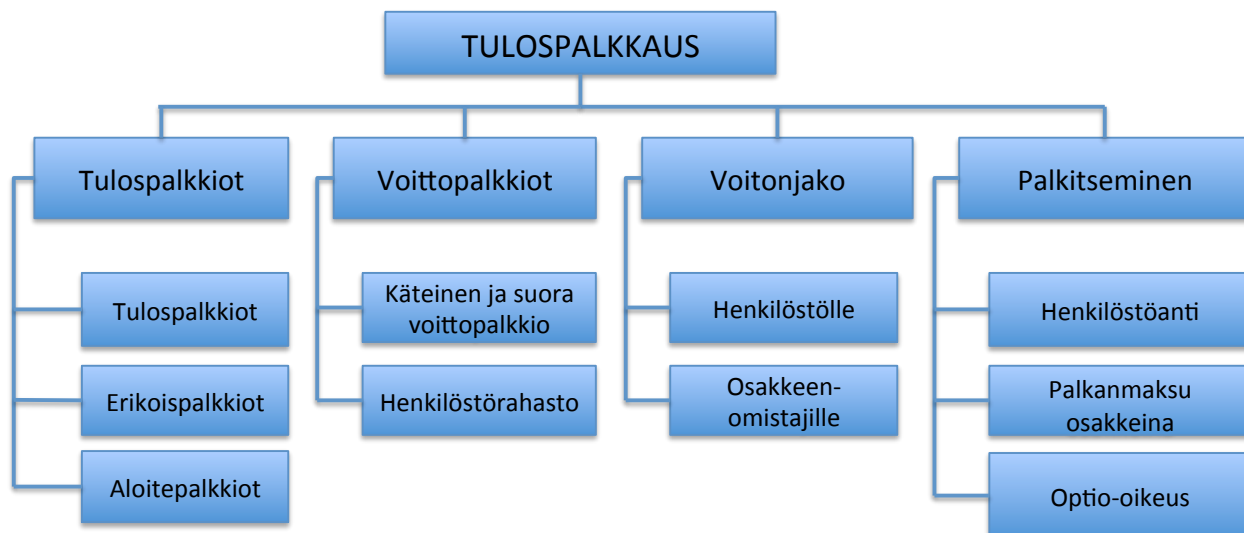 TULOSPALKKAUS
Tulospalkkiot
Voittopalkkiot
Voitonjako
Palkitseminen
Tulospalkkiot
Erikoispalkkiot
Aloitepalkkiot
Käteinen ja suora
voittopalkkio
Henkilöstörahasto
Henkilöstölle
Osakkeen-
omistajille
Henkilöstöanti
Palkanmaksu
osakkeina
Optio-oikeus